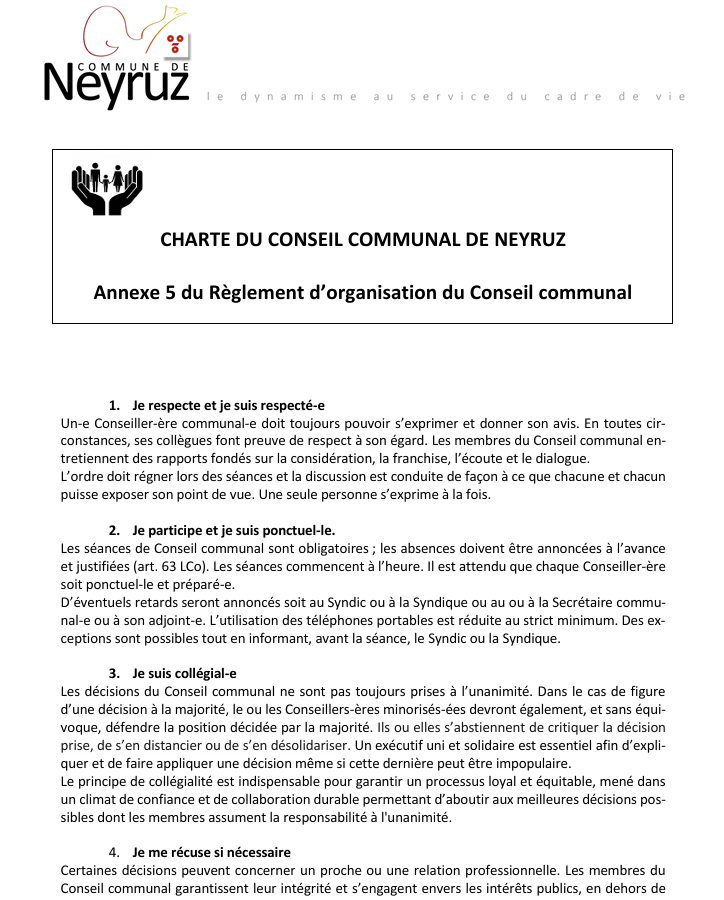 COMMUNE DE
Neyruz
le dynamisme au service du cadre de vie
CHARTE DU CONSEIL COMMUNAL DE NEYRUZ
Annexe 5 du Règlement d’organisation du Conseil communal
1. Je respecte et je suis respecté-e
Un-e Conseiller-ère communal-e doit toujours pouvoir s’exprimer et donner son avis. En toutes cir-
constances, ses collègues font preuve de respect à son égard. Les membres du Conseil communal en-
tretiennent des rapports fondés sur la considération, la franchise, l’écoute et le dialogue.
L’ordre doit régner lors des séances et la discussion est conduite de façon à ce que chacune et chacun
puisse exposer son point de vue. Une seule personne s’exprime à la fois.
2. Je participe et je suis ponctuel-le.
Les séances de Conseil communal sont obligatoires ; les absences doivent être annoncées à l’avance
et justifiées (art. 63 LCo). Les séances commencent à l’heure. Il est attendu que chaque Conseiller-ère
soit ponctuel-le et préparé-e.
D’éventuels retards seront annoncés soit au Syndic ou à la Syndique ou au ou à la Secrétaire commu-
nal-e ou à son adjoint-e. L’utilisation des téléphones portables est réduite au strict minimum. Des ex-
ceptions sont possibles tout en informant, avant la séance, le Syndic ou la Syndique.
3. Je suis collégial-e
Les décisions du Conseil communal ne sont pas toujours prises à l’unanimité. Dans le cas de figure
d’une décision à la majorité, le ou les Conseillers-ères minorisés-ées devront également, et sans équi-
voque, défendre la position décidée par la majorité. Ils ou elles s’abstiennent de critiquer la décision
prise, de s’en distancier ou de s’en désolidariser. Un exécutif uni et solidaire est essentiel afin d’expli-
quer et de faire appliquer une décision même si cette dernière peut être impopulaire.
Le principe de collégialité est indispensable pour garantir un processus loyal et équitable, mené dans
un climat de confiance et de collaboration durable permettant d’aboutir aux meilleures décisions pos-
sibles dont les membres assument la responsabilité à l'unanimité.
4. Je me récuse si nécessaire
Certaines décisions peuvent concerner un proche ou une relation professionnelle. Les membres du
Conseil communal garantissent leur intégrité et s’engagent envers les intérêts publics, en dehors de